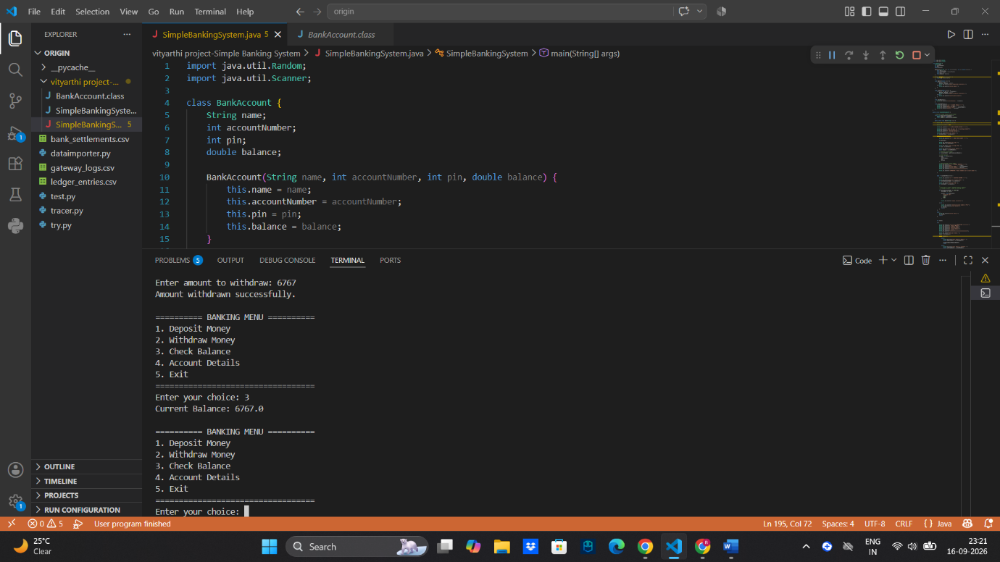 File Edit Selection View Go Run Terminal Help
origin
EXPLORER
ORIGIN
__pycache__
vityarthi project-...
BankAccount.class
SimpleBankingSyste...
SimpleBankingS... 5
bank_settlements.csv
dataimporter.py
gateway_logs.csv
ledger_entries.csv
test.py
tracer.py
try.py
OUTLINE
TIMELINE
PROJECTS
RUN CONFIGURATION
1
1
SimpleBankingSystem.java 5
BankAccount.class
vityarthi project-Simple Banking System > SimpleBankingSystem.java > SimpleBankingSystem > main(String[] args)
1 import java.util.Random;
2 import java.util.Scanner;
3
4 class BankAccount {
5 String name;
6 int accountNumber;
7 int pin;
8 double balance;
9
10 BankAccount(String name, int accountNumber, int pin, double balance) {
11 this.name = name;
12 this.accountNumber = accountNumber;
13 this.pin = pin;
14 this.balance = balance;
15 }
PROBLEMS 5 OUTPUT DEBUG CONSOLE TERMINAL PORTS
Code
Enter amount to withdraw: 6767
Amount withdrawn successfully.
========== BANKING MENU ==========
1. Deposit Money
2. Withdraw Money
3. Check Balance
4. Account Details
5. Exit
==================================
Enter your choice: 3
Current Balance: 6767.0
========== BANKING MENU ==========
1. Deposit Money
2. Withdraw Money
3. Check Balance
4. Account Details
5. Exit
==================================
Enter your choice:
0 5 User program finished
Ln 195, Col 72 Spaces: 4 UTF-8 CRLF {} Java
25°C
Clear
Search
ENG
IN
23:21
16-09-2026